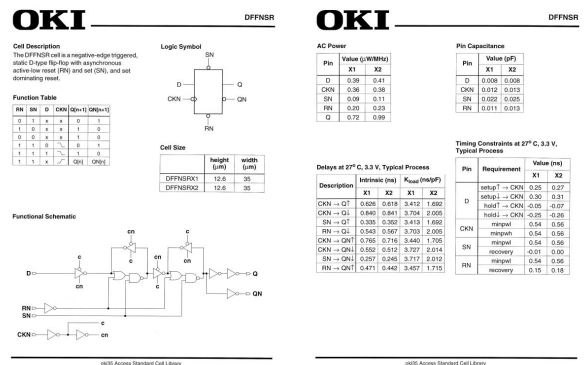 OKI
DFFNSR
Cell Description
The DFFNSR cell is a negative-edge triggered,
static D-type flip-flop with asynchronous
active-low reset (RN) and set (SN), and set
dominating reset.
Function Table
RN SN D CKN Q[n+1] QN[n+1]
0 1 x x 0 1
1 0 x x 1 0
0 0 x x 1 0
1 1 0 0 1
1 1 1 1 0
1 1 x Q[n] QN[n]
Logic Symbol
SN
D Q
CKN QN
RN
Cell Size
height (µm) width (µm)
DFFNSRX1 12.6 35
DFFNSRX2 12.6 35
Functional Schematic
cn cn
c c
D
c c
cn cn
Q
QN
RN
SN
c
CKN cn
oki35 Access Standard Cell Library
OKI
DFFNSR
AC Power
Pin Value (µW/MHz)
X1 X2
D 0.39 0.41
CKN 0.36 0.38
SN 0.09 0.11
RN 0.20 0.23
Q 0.72 0.99
Pin Capacitance
Pin Value (pF)
X1 X2
D 0.008 0.008
CKN 0.012 0.013
SN 0.022 0.025
RN 0.011 0.013
Delays at 27° C, 3.3 V, Typical Process
Description Intrinsic (ns) Kload (ns/pF)
X1 X2 X1 X2
CKN → Q↑ 0.626 0.618 3.412 1.692
CKN → Q↓ 0.840 0.841 3.704 2.005
SN → Q↑ 0.335 0.352 3.413 1.692
RN → Q↓ 0.543 0.567 3.703 2.005
CKN → QN↑ 0.765 0.716 3.440 1.705
CKN → QN↓ 0.552 0.512 3.727 2.014
SN → QN↓ 0.257 0.245 3.717 2.012
RN → QN↑ 0.471 0.442 3.457 1.715
Timing Constraints at 27° C, 3.3 V,
Typical Process
Pin Requirement Value (ns)
X1 X2
D setup↑ → CKN 0.25 0.27
setup↓ → CKN 0.30 0.31
hold↑ → CKN -0.05 -0.07
hold↓ → CKN -0.25 -0.26
CKN minpwl 0.54 0.56
minpwh 0.54 0.56
SN minpwl 0.54 0.56
recovery -0.01 0.00
RN minpwl 0.54 0.56
recovery 0.15 0.18
oki35 Access Standard Cell Library